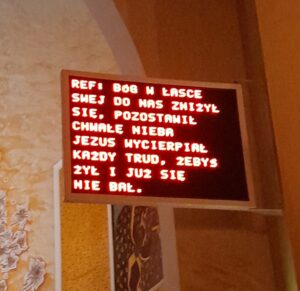 REF: BÓG W ŁASCE
SWEJ DO NAS ZNIŻYŁ
SIĘ, POZOSTAWIŁ
CHWAŁĘ NIEBA
JEZUS WYCIERPIAŁ
KAŻDY TRUD, ŻEBYŚ
ŻYŁ I JUŻ SIĘ
NIE BAŁ.